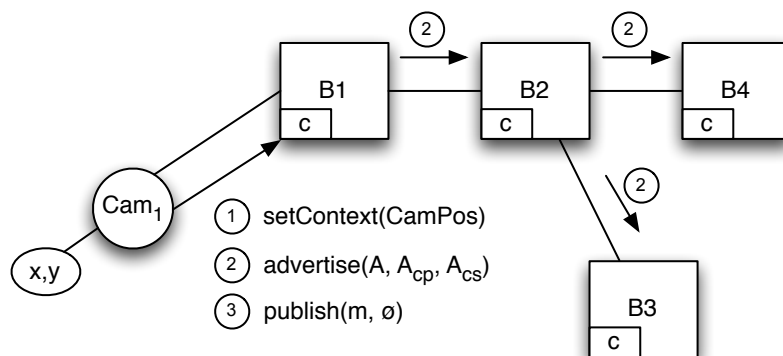 2
2
B1
B2
B4
c
c
c
Cam1
2
1 setContext(CamPos)
x,y
2 advertise(A, Acp, Acs)
3 publish(m, ø)
B3
c